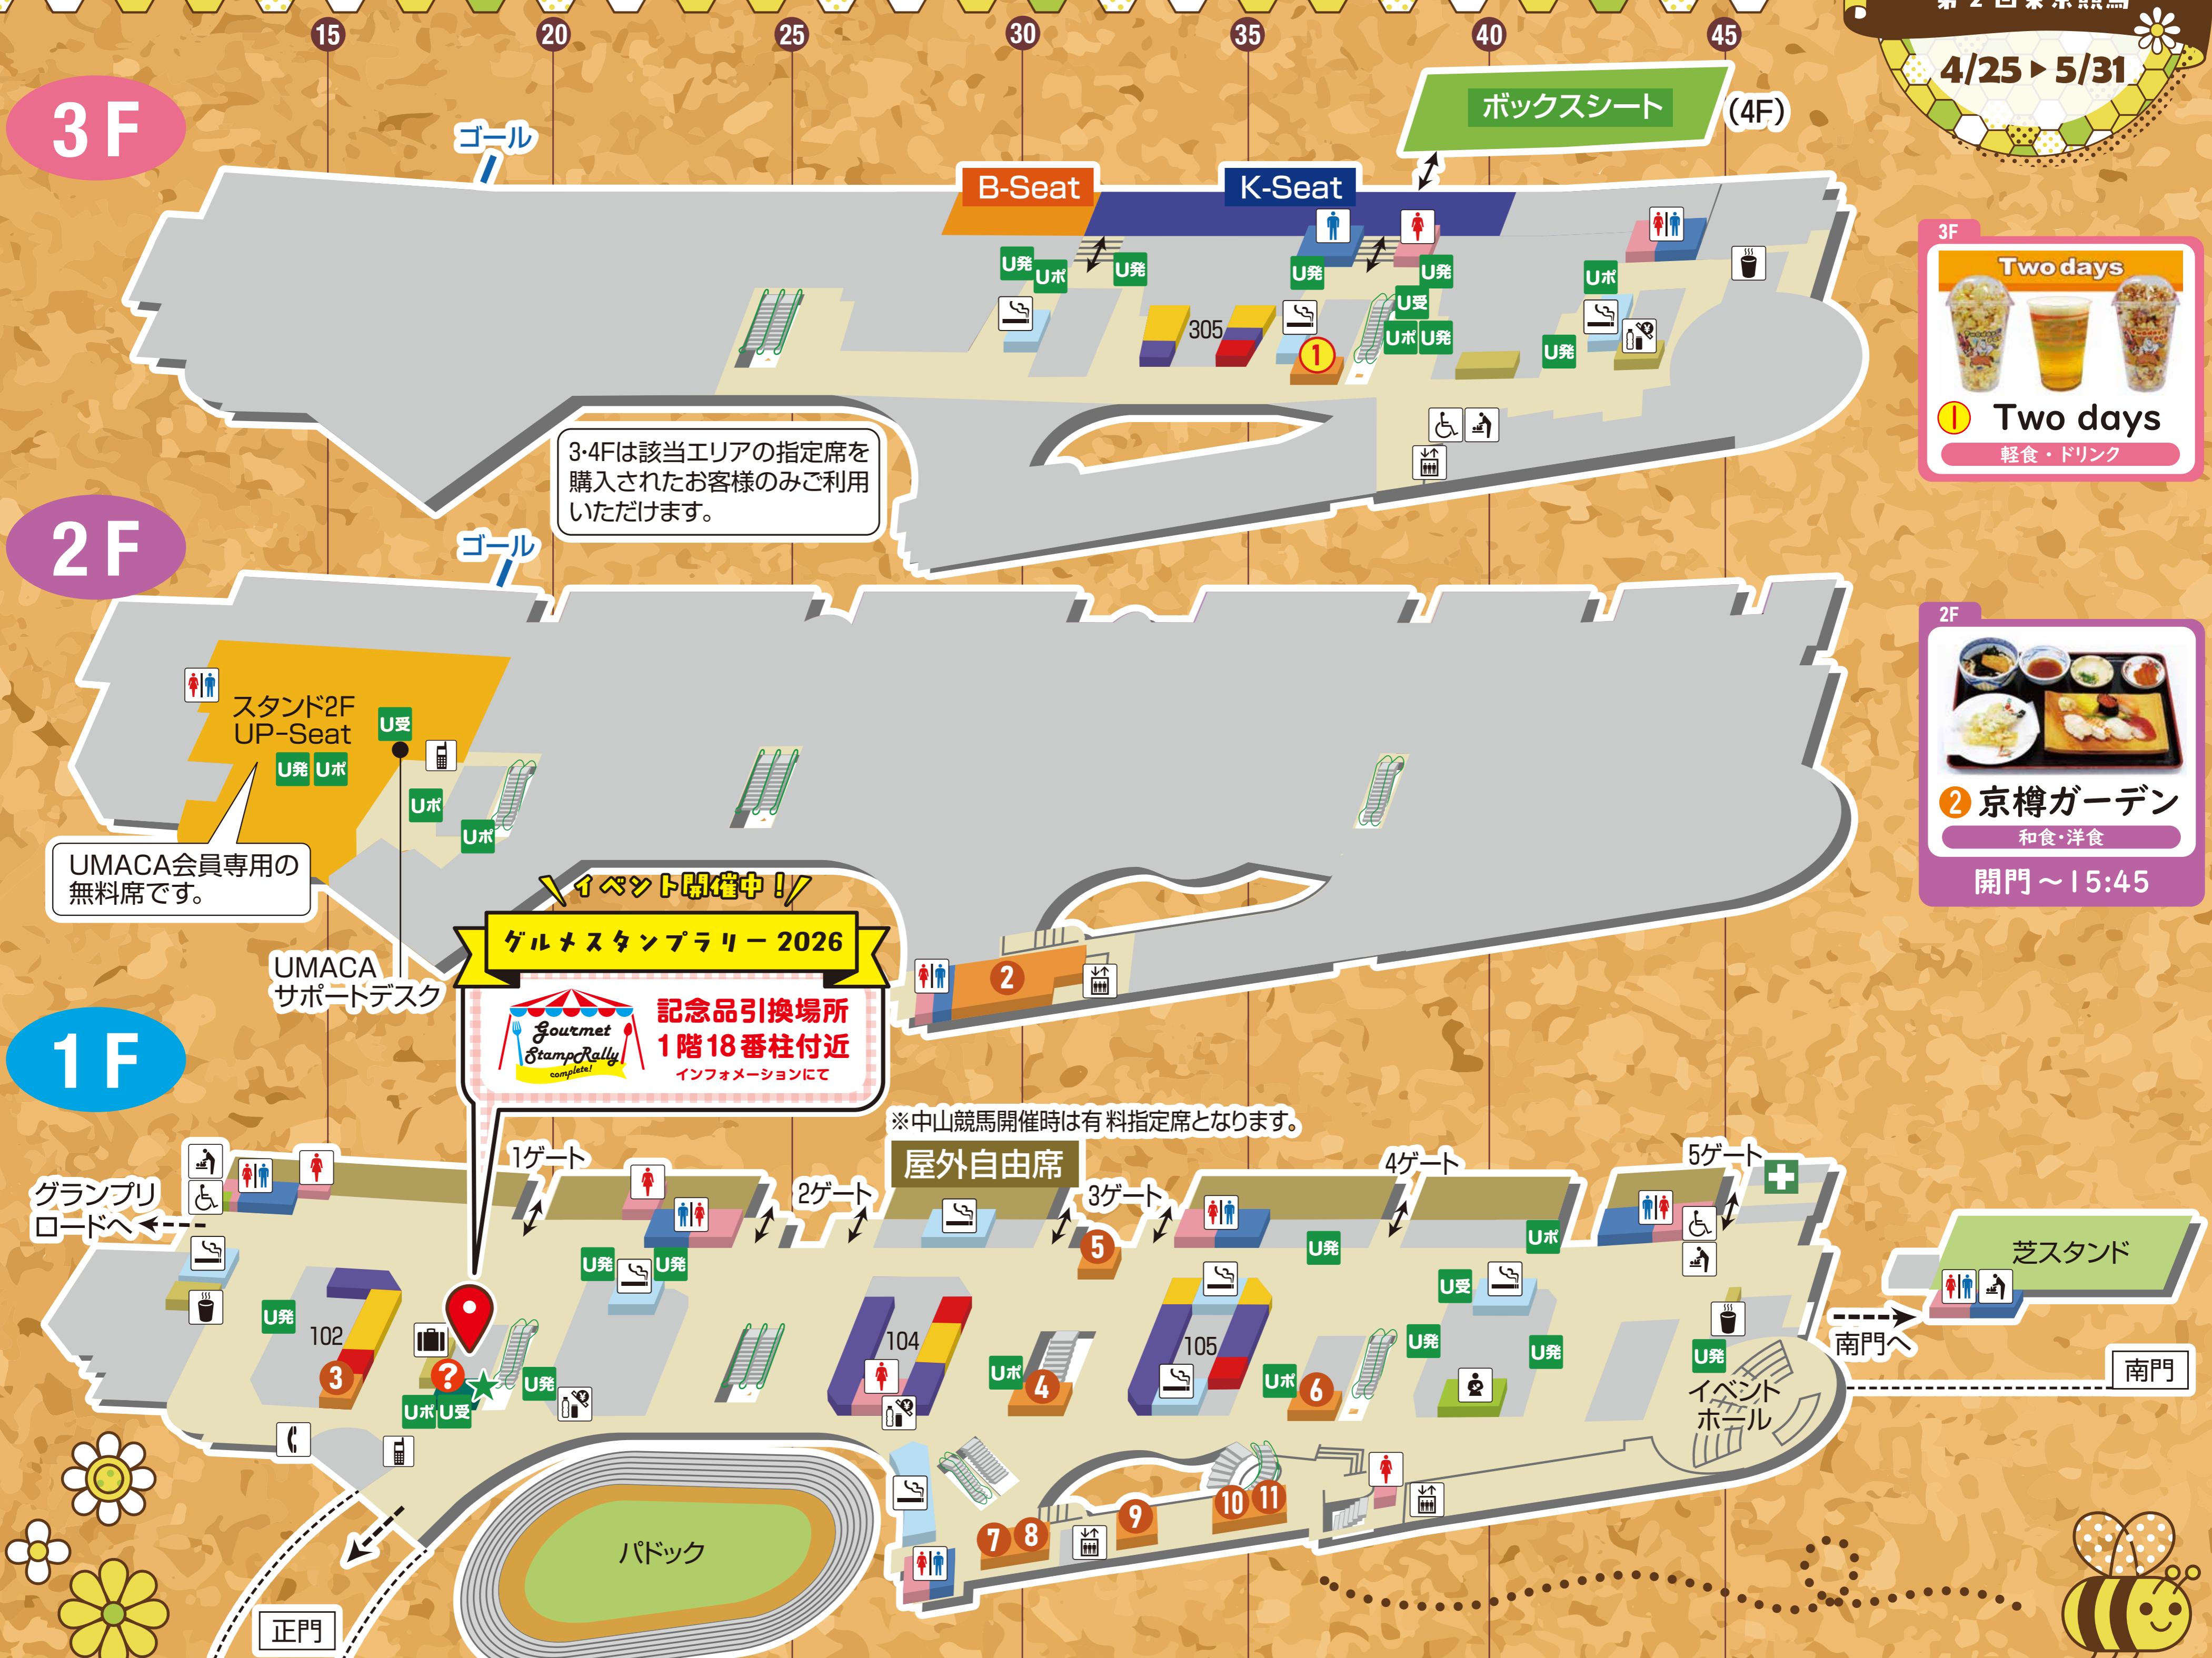 第2回東京競馬
4/25 ▶ 5/31
15 20 25 30 35 40 45
3F
ゴール
ボックスシート
(4F)
B-Seat
K-Seat
U発
Uポ
U発
U発
U発
U受
Uポ
U発
Uポ
U発
305
1
3・4Fは該当エリアの指定席を
購入されたお客様のみご利用
いただけます。
3F
Two days
1 Two days
軽食・ドリンク
2F
ゴール
スタンド2F
UP-Seat
U発
Uポ
U受
Uポ
Uポ
UMACA会員専用の
無料席です。
UMACA
サポートデスク
2
2F
2 京樽ガーデン
和食・洋食
開門～15:45
イベント開催中!
グルメスタンプラリー 2026
Gourmet
StampRally
complete!
記念品引換場所
1階18番柱付近
インフォメーションにて
1F
※中山競馬開催時は有料指定席となります。
屋外自由席
1ゲート
2ゲート
3ゲート
4ゲート
5ゲート
グランプリ
ロードへ
U発
102
3
?
Uポ
U受
U発
U発
U発
104
Uポ
4
5
105
Uポ
6
U発
Uポ
U受
U発
U発
U発
イベント
ホール
芝スタンド
南門へ
南門
7
8
9
10
11
パドック
正門